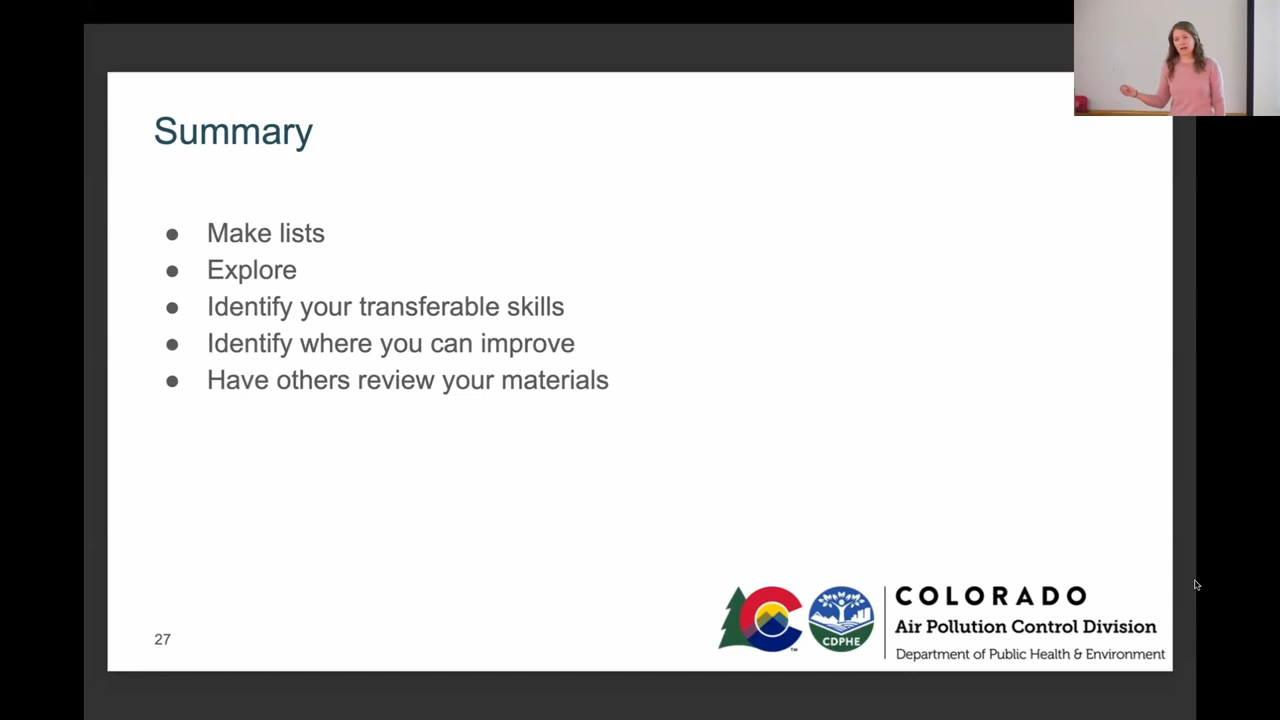 Summary
● Make lists
● Explore
● Identify your transferable skills
● Identify where you can improve
● Have others review your materials
27
CDPHE
TM
COLORADO
Air Pollution Control Division
Department of Public Health & Environment